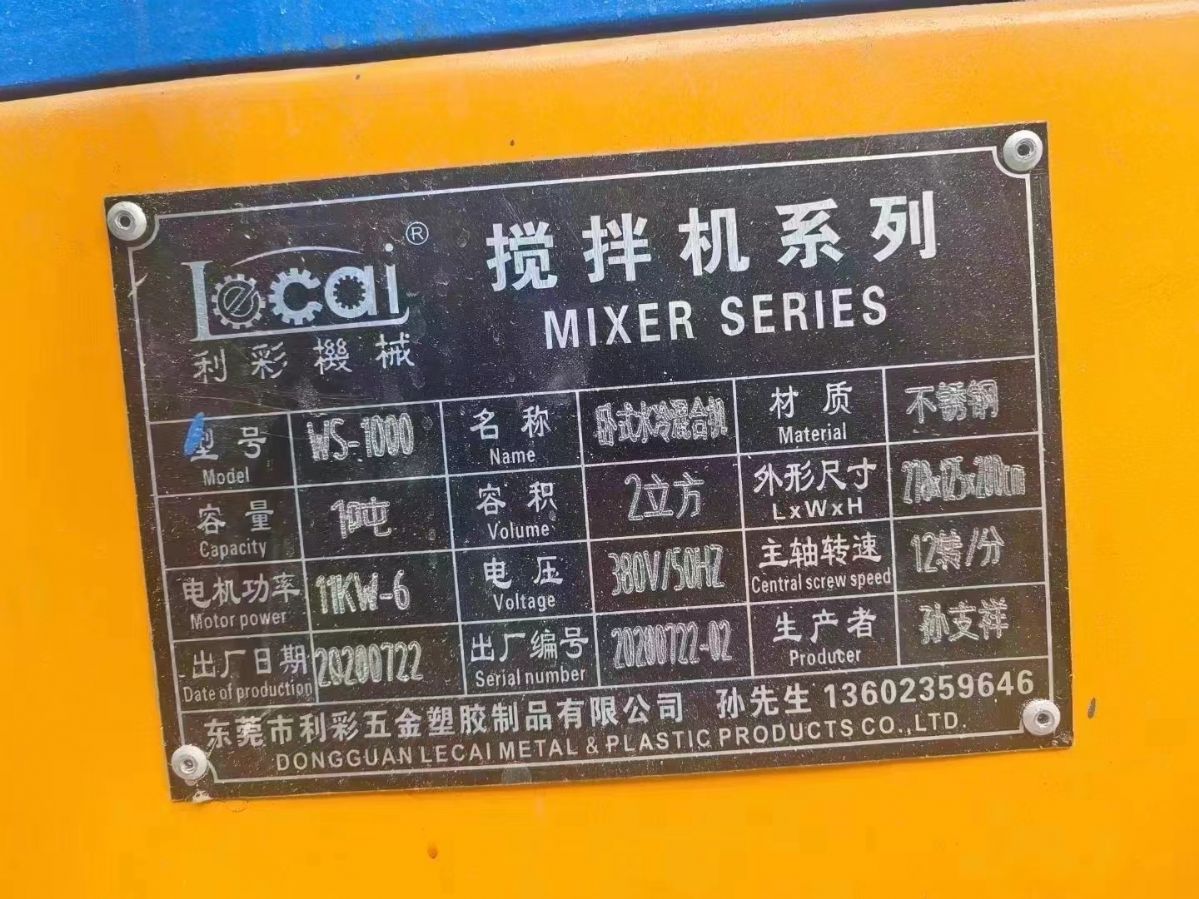 Lecai ® 搅拌机系列
利彩機械 MIXER SERIES
型号 WS-1000 名称 卧式水冷混合机 材质 不锈钢
Model Name Material
容量 吨 容积 2立方 外形尺寸
Capacity Volume LxWxH
电机功率 11KW-6 电压 380V/50HZ 主轴转速 12转/分
Motor power Voltage Central screw speed
出厂日期 20200722 出厂编号 20200722-02 生产者 孙支祥
Date of production Serial number Producter
东莞市利彩五金塑胶制品有限公司 孙先生 13602359646
DONGGUAN LECAI METAL & PLASTIC PRODUCTS CO.,LTD.